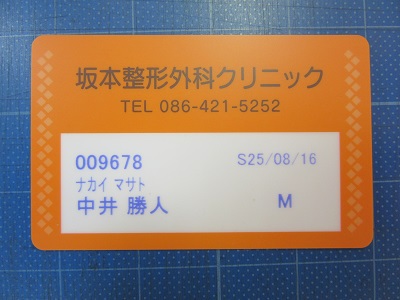 坂本整形外科クリニック
TEL 086-421-5252
009678 S25/08/16
ナカイ マサト
中井 勝人 M